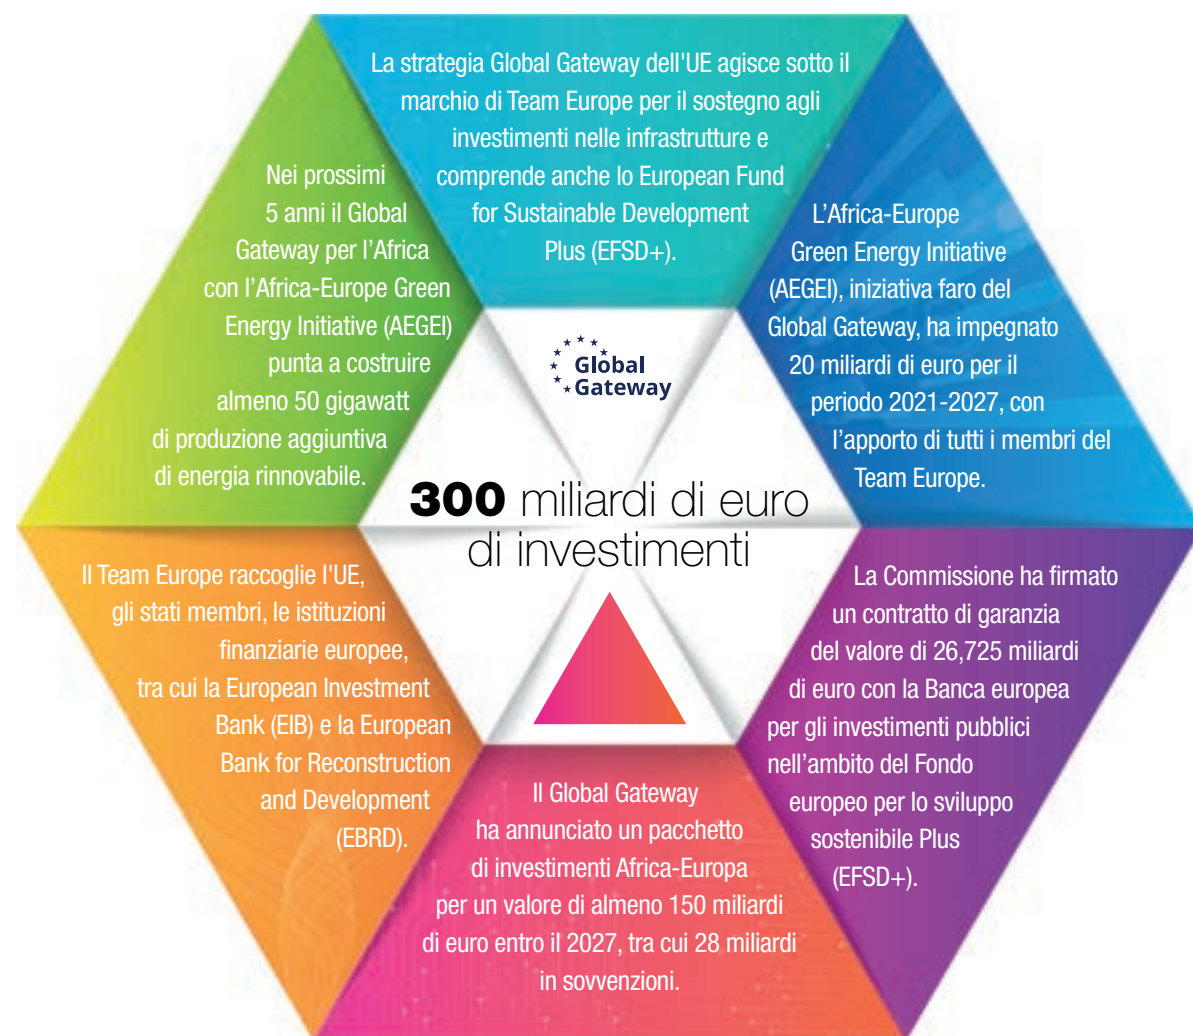 La strategia Global Gateway dell'UE agisce sotto il
marchio di Team Europe per il sostegno agli
investimenti nelle infrastrutture e
comprende anche lo European Fund
for Sustainable Development
Plus (EFSD+).
L’Africa-Europe
Green Energy Initiative
(AEGEI), iniziativa faro del
Global Gateway, ha impegnato
20 miliardi di euro per il
periodo 2021-2027, con
l’apporto di tutti i membri del
Team Europe.
La Commissione ha firmato
un contratto di garanzia
del valore di 26,725 miliardi
di euro con la Banca europea
per gli investimenti pubblici
nell’ambito del Fondo
europeo per lo sviluppo
sostenibile Plus
(EFSD+).
Il Global Gateway
ha annunciato un pacchetto
di investimenti Africa-Europa
per un valore di almeno 150 miliardi
di euro entro il 2027, tra cui 28 miliardi
in sovvenzioni.
Il Team Europe raccoglie l'UE,
gli stati membri, le istituzioni
finanziarie europee,
tra cui la European Investment
Bank (EIB) e la European
Bank for Reconstruction
and Development
(EBRD).
Nei prossimi
5 anni il Global
Gateway per l’Africa
con l’Africa-Europe Green
Energy Initiative (AEGEI)
punta a costruire
almeno 50 gigawatt
di produzione aggiuntiva
di energia rinnovabile.
Global
Gateway
300 miliardi di euro
di investimenti